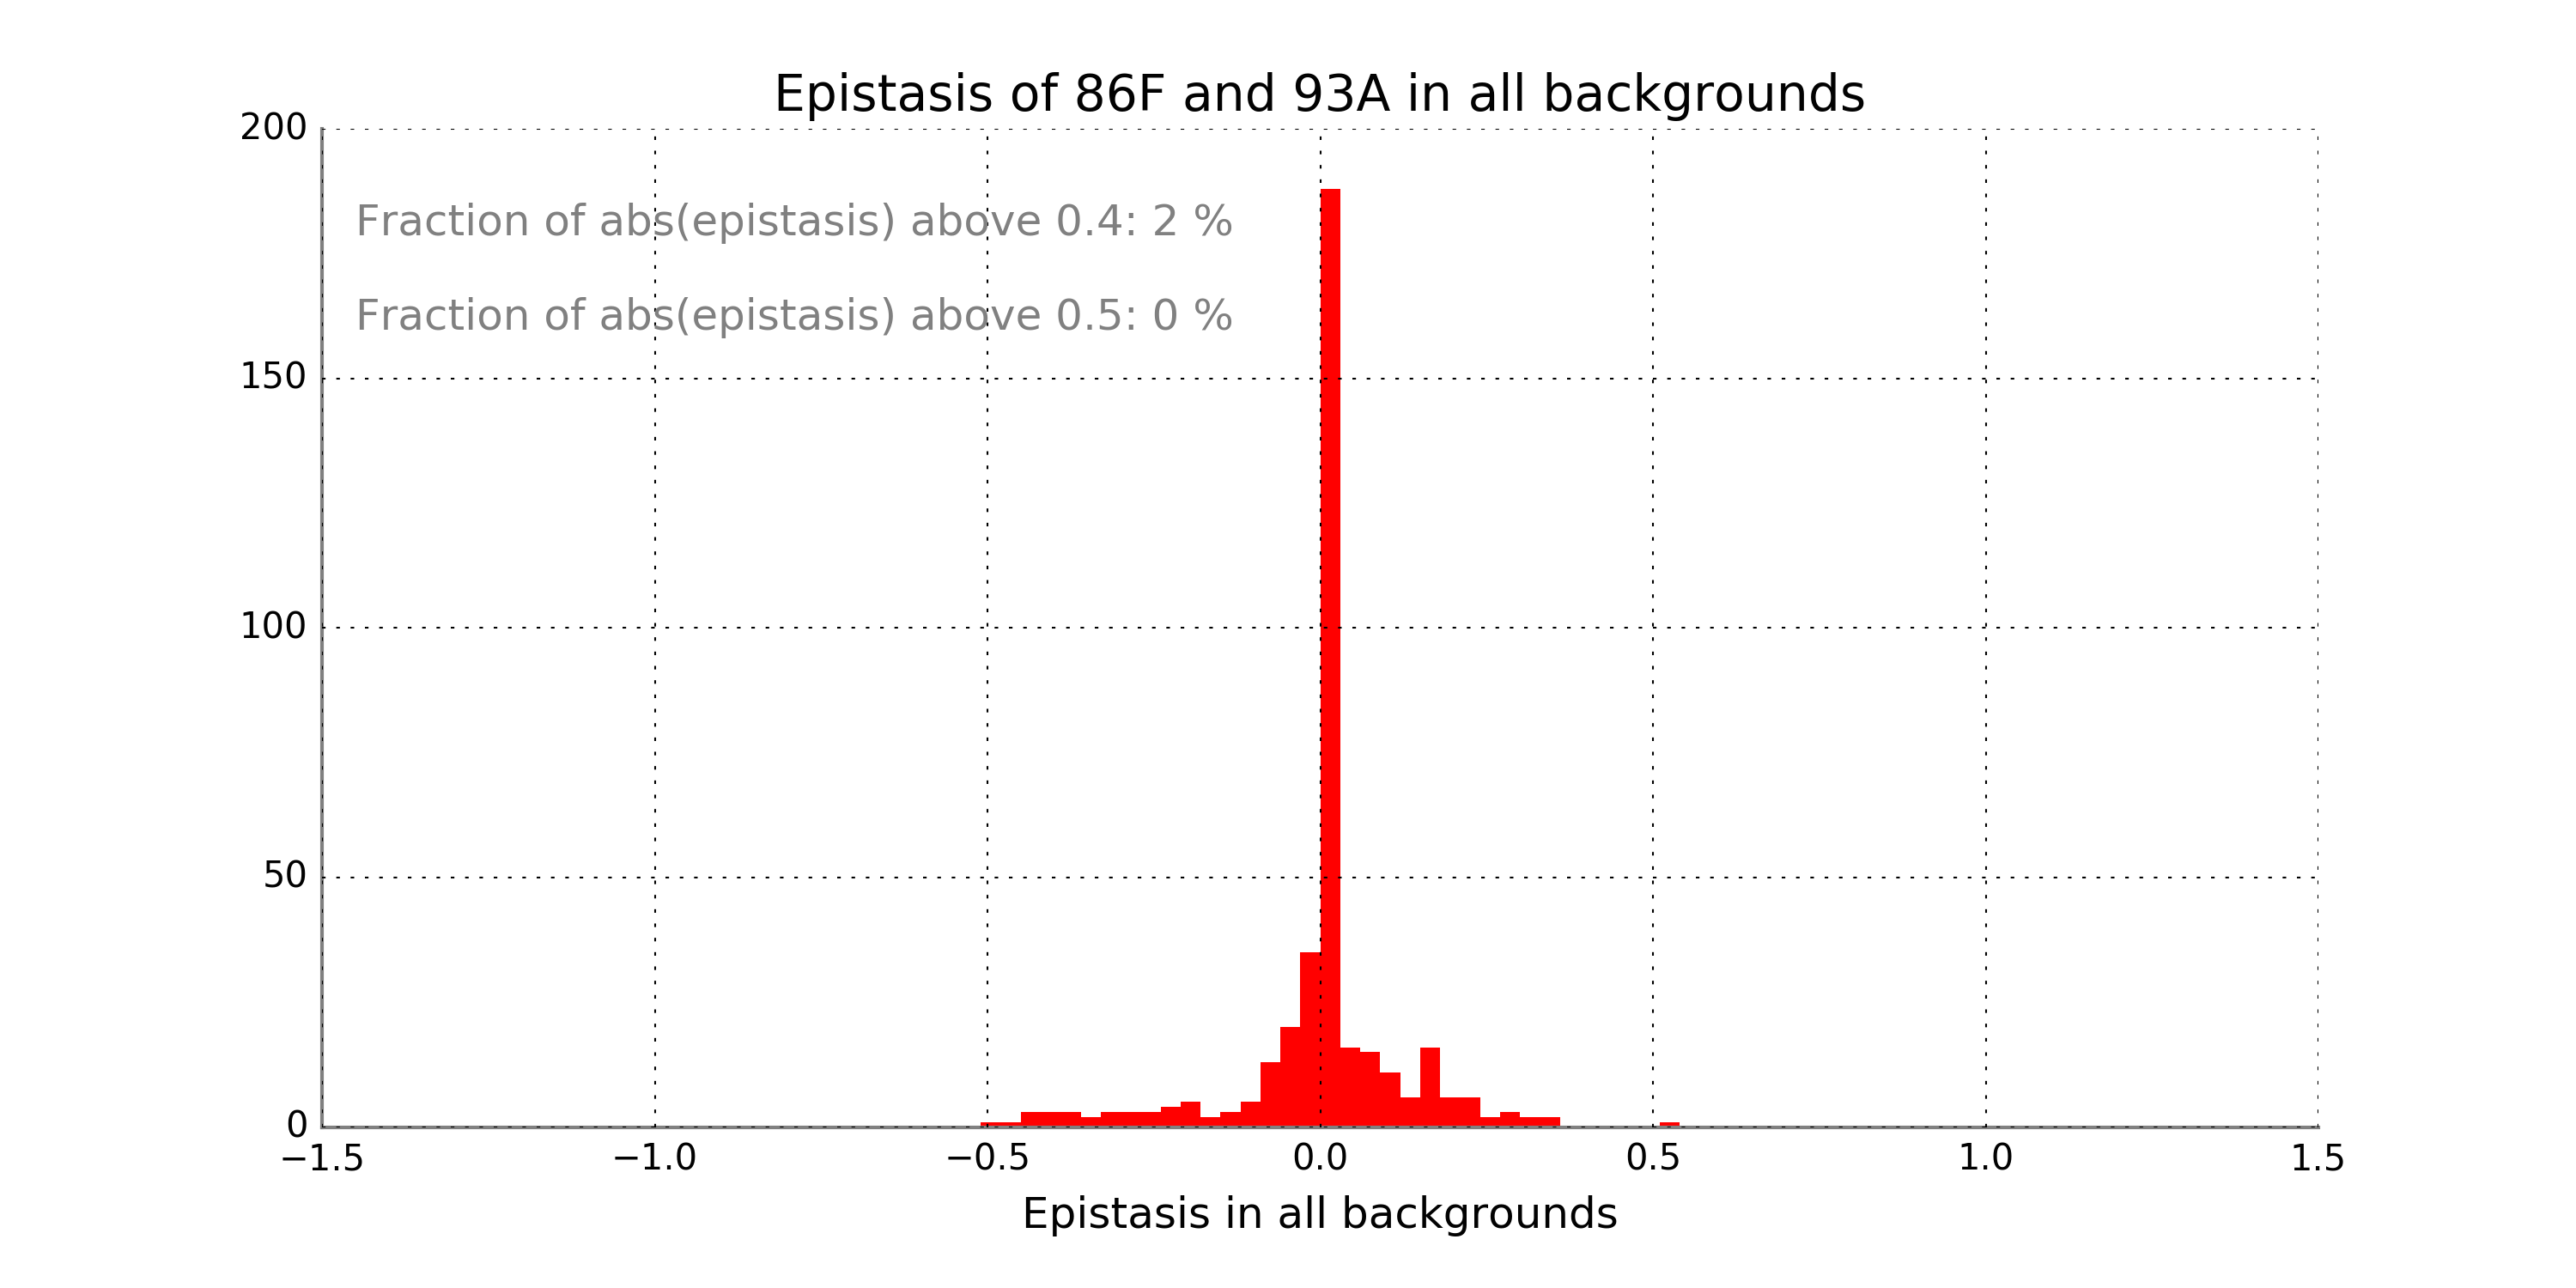 Epistasis of 86F and 93A in all backgrounds
200
Fraction of abs(epistasis) above 0.4: 2 %
Fraction of abs(epistasis) above 0.5: 0 %
150
100
50
0
−1.5 −1.0 −0.5 0.0 0.5 1.0 1.5
Epistasis in all backgrounds